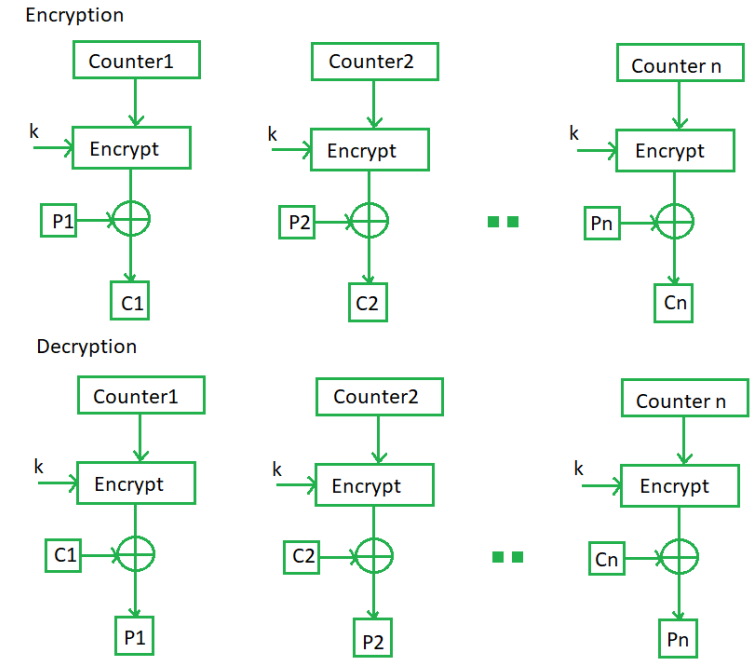 Encryption
Counter1 Counter2 Counter n
k k k
Encrypt Encrypt Encrypt
P1 P2 Pn
C1 C2 Cn
Decryption
Counter1 Counter2 Counter n
k k k
Encrypt Encrypt Encrypt
C1 C2 Cn
P1 P2 Pn